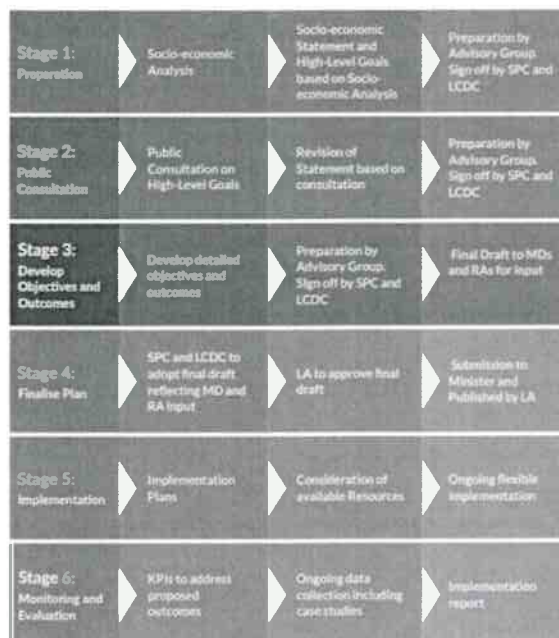 Stage 1:
Preparation
Socio-economic
Analysis
Socio-economic
Statement and
High-Level Goals
based on Socio-
economic Analysis
Preparation by
Advisory Group.
Sign off by SPC and
LCDC
Stage 2:
Public
Consultation
Public
Consultation on
High-Level Goals
Revision of
Statement based on
consultation
Preparation by
Advisory Group.
Sign off by SPC and
LCDC
Stage 3:
Develop
Objectives and
Outcomes
Develop detailed
objectives and
outcomes
Preparation by
Advisory Group.
Sign off by SPC and
LCDC
Final Draft to MDs
and RAs for input
Stage 4:
Finalise Plan
SPC and LCDC to
adopt final draft
reflecting MD and
RA input
LA to approve final
draft
Submission to
Minister and
Published by LA
Stage 5:
Implementation
Implementation
Plans
Consideration of
available Resources
Ongoing flexible
implementation
Stage 6:
Monitoring and
Evaluation
KPIs to address
proposed
outcomes
Ongoing data
collection including
case studies
Implementation
report